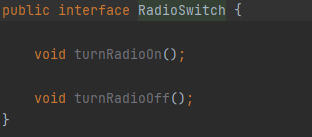 public interface RadioSwitch {
void turnRadioOn();
void turnRadioOff();
}